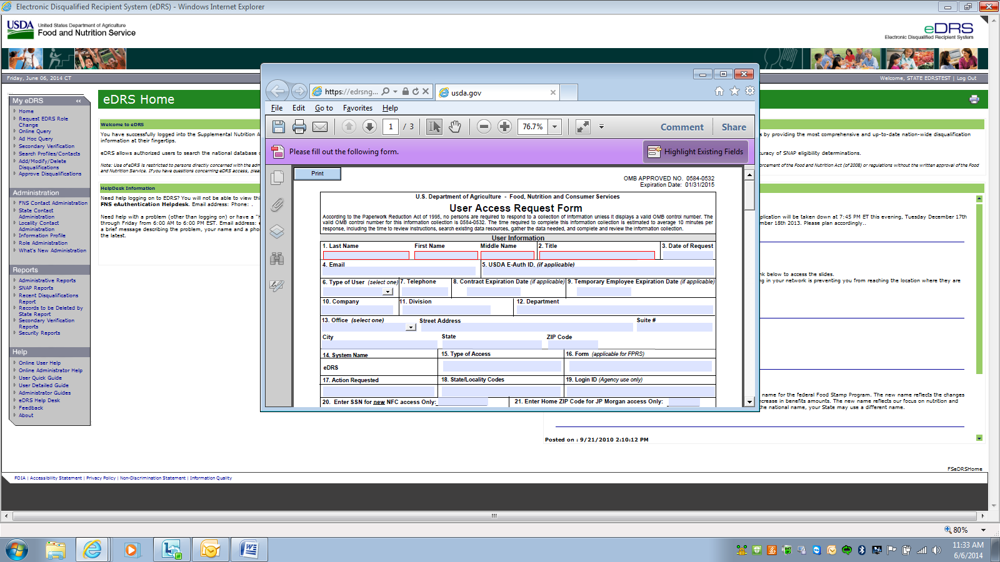 Electronic Disqualified Recipient System (eDRS) - Windows Internet Explorer
USDA
United States Department of Agriculture
Food and Nutrition Service
eDRS
Electronic Disqualified Recipient System
Friday, June 06, 2014 CT
Welcome, STATE EDRSTEST | Log Out
My eDRS
Home
Request EDRS Role
Change
Online Query
Ad Hoc Query
Secondary Verification
Search Profiles/Contacts
Add/Modify/Delete
Disqualifications
Approve Disqualifications
Administration
FNS Contact Administration
State Contact
Administration
Locality Contact
Administration
Information Profile
Role Administration
What's New Administration
Reports
Administrative Reports
SNAP Reports
Recent Disqualifications
Report
Records to be Deleted by
State Report
Secondary Verification
Reports
Security Reports
Help
Online User Help
Online Administrator Help
User Quick Guide
User Detailed Guide
Administrator Guides
eDRS Help Desk
Feedback
About
eDRS Home
Welcome to eDRS
You have successfully logged into the Supplemental Nutrition A
information at their fingertips.
eDRS allows authorized users to search the national database
Note: Use of eDRS is restricted to persons directly concerned with the adm
and Nutrition Service. If you have questions concerning eDRS access, plea
HelpDesk Information
Need help logging on to EDRS? You will not be able to view thi
FNS eAuthentication Helpdesk. Email address: Phone: .
Need help with a problem (other than logging on) or have a "H
through Friday from 6:00 AM to 6:00 PM EST. Email address: e
a brief message describing the problem, your name and a pho
the latest.
https://edrsng...
usda.gov
File Edit Go to Favorites Help
1 / 3
76.7%
Comment
Share
Please fill out the following form.
Highlight Existing Fields
Print
OMB APPROVED NO. 0584-0532
Expiration Date: 01/31/2015
U.S. Department of Agriculture - Food, Nutrition and Consumer Services
User Access Request Form
According to the Paperwork Reduction Act of 1995, no persons are required to respond to a collection of information unless it displays a valid OMB control number. The
valid OMB control number for this information collection is 0584-0532. The time required to complete this information collection is estimated to average 10 minutes per
response, including the time to review instructions, search existing data resources, gather the data needed, and complete and review the information collection.
User Information
1. Last Name First Name Middle Name 2. Title 3. Date of Request
4. Email 5. USDA E-Auth ID, (if applicable)
6. Type of User (select one) 7. Telephone 8. Contract Expiration Date (if applicable) 9. Temporary Employee Expiration Date (if applicable)
10. Company 11. Division 12. Department
13. Office (select one) Street Address Suite #
City State ZIP Code
14. System Name 15. Type of Access 16. Form (applicable for FPRS)
eDRS
17. Action Requested 18. State/Locality Codes 19. Login ID (Agency use only)
20. Enter SSN for new NFC access Only: 21. Enter Home ZIP Code for JP Morgan access Only:
s by providing the most comprehensive and up-to-date nation-wide disqualification
uracy of SNAP eligibility determinations.
orcement of the Food and Nutrition Act (of 2008) or regulations without the written approval of the Food
plication will be taken down at 7:45 PM ET this evening, Tuesday December 17th
mber 18th 2013. Please plan accordingly..
nk below to access the slides.
ng in your network is preventing you from reaching the location where they are
name for the federal Food Stamp Program. The new name reflects the changes
ncrease in benefits amounts. The new name reflects our focus on nutrition and
the national name, your State may use a different name.
Posted on : 9/21/2010 2:10:12 PM
FSeDRSHome
FOIA | Accessibility Statement | Privacy Policy | Non-Discrimination Statement | Information Quality
80%
11:33 AM
6/6/2014